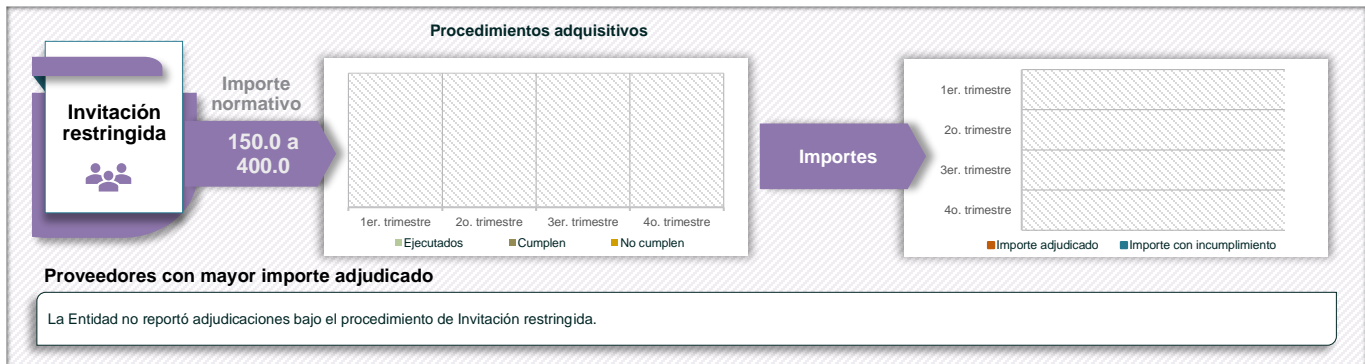 Procedimientos adquisitivos
Invitación
restringida
Importe
normativo
150.0 a
400.0
1er. trimestre
2o. trimestre
3er. trimestre
4o. trimestre
Ejecutados
Cumplen
No cumplen
Importes
1er. trimestre
2o. trimestre
3er. trimestre
4o. trimestre
Importe adjudicado
Importe con incumplimiento
Proveedores con mayor importe adjudicado
La Entidad no reportó adjudicaciones bajo el procedimiento de Invitación restringida.